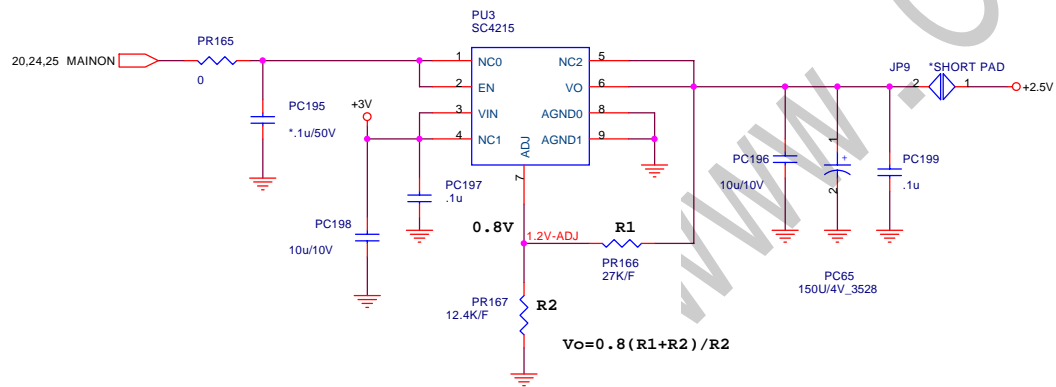 PU3
SC4215
20,24,25 MAINON
PR165
0
PC195
*.1u/50V
+3V
1
NC0
2
EN
3
VIN
4
NC1
NC2
5
VO
6
AGND0
8
AGND1
9
ADJ
7
JP9
*SHORT PAD
2
1
+2.5V
PC196
10u/10V
1
+
2
PC199
.1u
PC65
150U/4V_3528
PC197
.1u
PC198
10u/10V
0.8V
1.2V-ADJ
R1
PR166
27K/F
PR167
12.4K/F
R2
Vo=0.8(R1+R2)/R2
www.